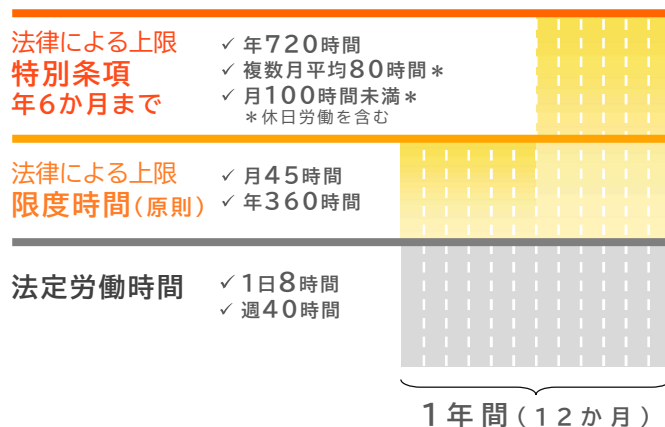 法律による上限
特別条項
年6か月まで
✓ 年720時間
✓ 複数月平均80時間＊
✓ 月100時間未満＊
＊休日労働を含む
法律による上限
限度時間(原則)
✓ 月45時間
✓ 年360時間
法定労働時間
✓ 1日8時間
✓ 週40時間
1年間(12か月)